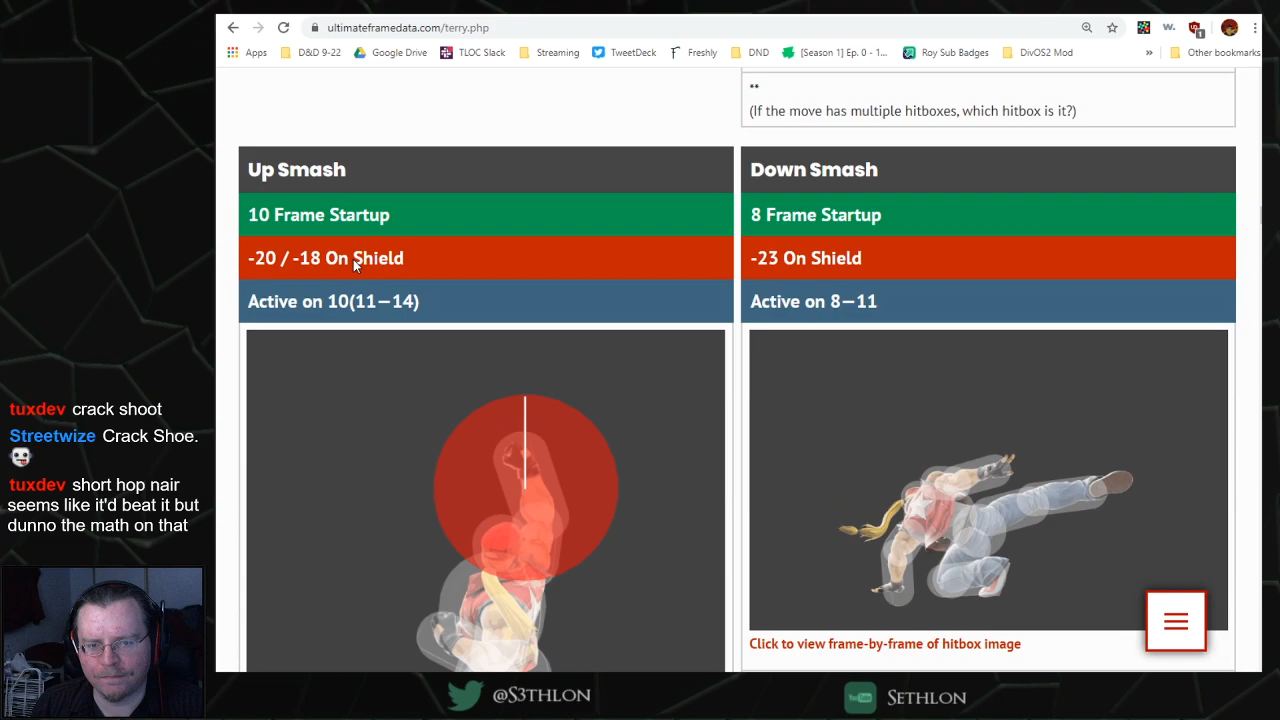 ultimateframedata.com/terry.php
Apps D&D 9-22 Google Drive TLOC Slack Streaming TweetDeck Freshly DND [Season 1] Ep. 0 - 1... Roy Sub Badges DivOS2 Mod » Other bookmarks
**
(If the move has multiple hitboxes, which hitbox is it?)
Up Smash
10 Frame Startup
-20 / -18 On Shield
Active on 10(11—14)
Down Smash
8 Frame Startup
-23 On Shield
Active on 8—11
Click to view frame-by-frame of hitbox image
tuxdev crack shoot
Streetwize Crack Shoe.
tuxdev short hop nair
seems like it'd beat it but
dunno the math on that
@S3THLON
SETHLON